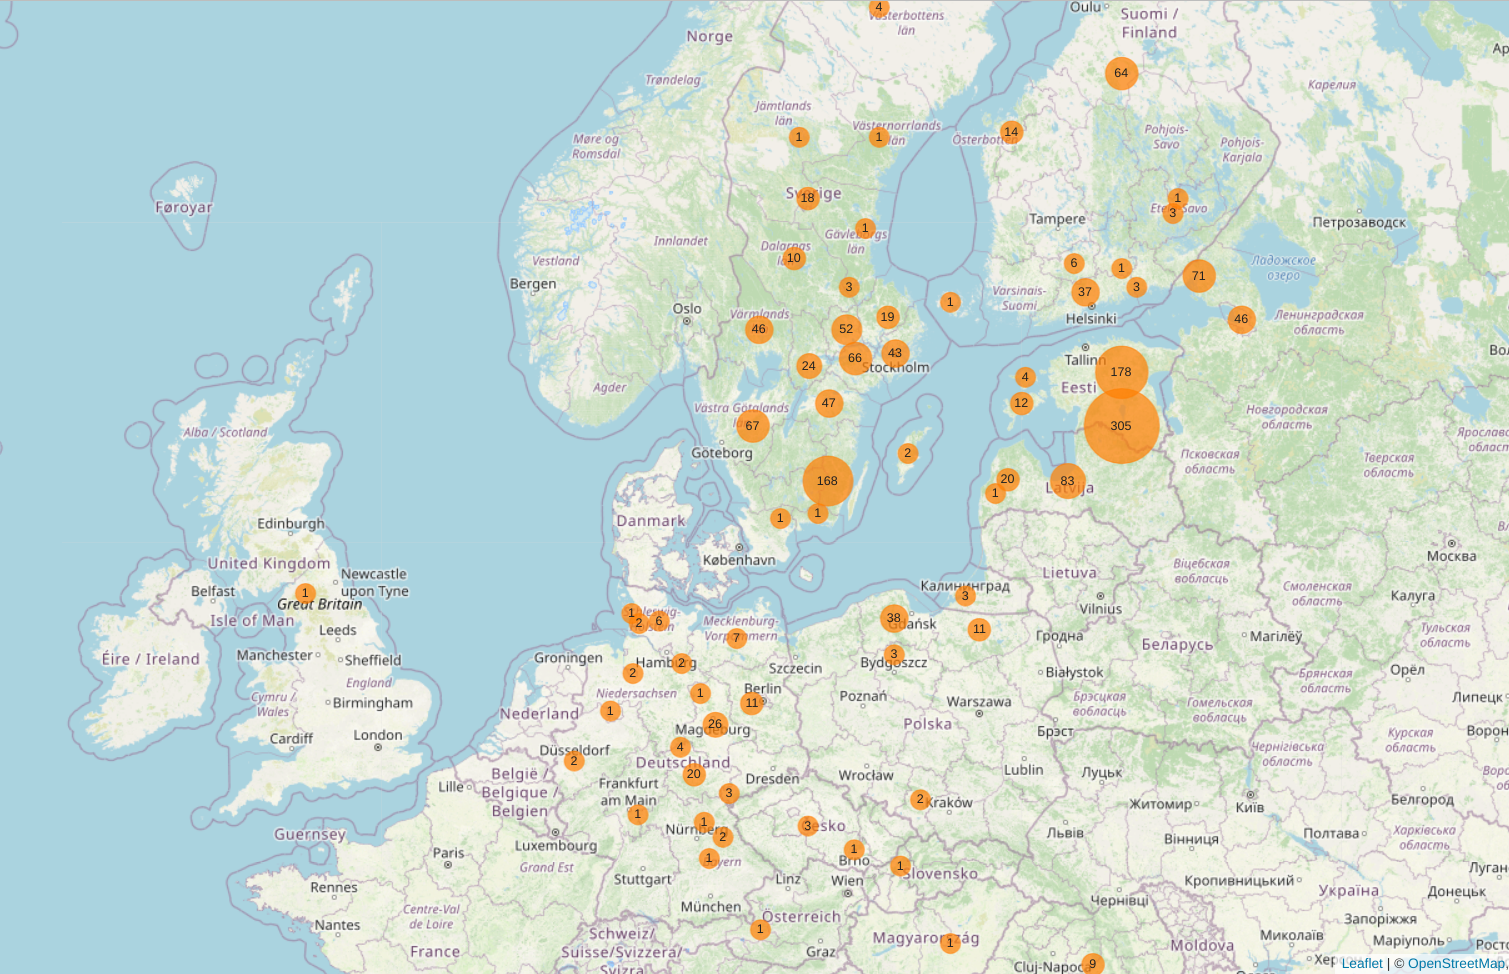 4
Västerbottens
län
Oulu
Suomi /
Finland
Norge
64
Trøndelag
Карелия
Jämtlands
län
Västernorrlands
län
1
1
14
Österbotten
Pohjois-
Savo
Pohjois-
Karjala
Møre og
Romsdal
Føroyar
Sverige
18
1
3
Etelä-Savo
Tampere
Петрозаводск
1
Gävleborgs
län
Innlandet
Dalarnas
län
10
Vestland
6
1
71
Ладожское
озеро
Bergen
3
37
3
Varsinais-
Suomi
1
Oslo
Värmlands
46
52
19
Helsinki
46
Ленинградская
область
66
43
Stockholm
24
Tallinn
178
4
Eesti
Agder
12
47
Västra Götalands
67
305
Новгородская
область
Alba / Scotland
Göteborg
2
Псковская
область
Тверская
область
168
20
1
83
Latvija
1
1
Edinburgh
Danmark
København
Москва
United Kingdom
Newcastle
upon Tyne
Belfast
1
Great Britain
Isle of Man
Leeds
Калининград
3
Lietuva
Vilnius
Віцебская
вобласць
Смоленская
область
Калуга
1
2
6
Mecklenburg-
Vorpommern
7
38
Gdańsk
11
Гродна
Магілёў
Беларусь
Тульская
область
Éire / Ireland
Manchester
Sheffield
England
Groningen
Hamburg
2
2
Szczecin
3
Bydgoszcz
Białystok
Орёл
Брянская
область
Cymru /
Wales
Birmingham
Niedersachsen
1
Berlin
11
Poznań
Warszawa
Брэсцкая
вобласць
Гомельская
вобласць
Липецк
Nederland
1
26
Magdeburg
Polska
Брэст
Cardiff
London
Düsseldorf
2
4
Deutschland
20
Чернігівська
область
Курская
область
Lille
België /
Belgique /
Belgien
Frankfurt
am Main
Dresden
3
Wrocław
Lublin
Луцьк
2
Kraków
Житомир
Київ
Белгород
Guernsey
1
1
Nürnberg
2
3
Česko
Львів
Вінниця
Полтава
Харківська
область
Luxembourg
Paris
Grand Est
1
Bayern
1
Brno
1
Slovensko
Stuttgart
Linz
Wien
Кропивницький
Україна
Донецьк
Rennes
München
Чернівці
Запоріжжя
Nantes
Centre-Val
de Loire
Österreich
1
Schweiz/
Suisse/Svizzera/
Svizra
Graz
Magyarország
1
Moldova
Миколаїв
Маріуполь
France
Cluj-Napoca
9
Leaflet | © OpenStreetMap